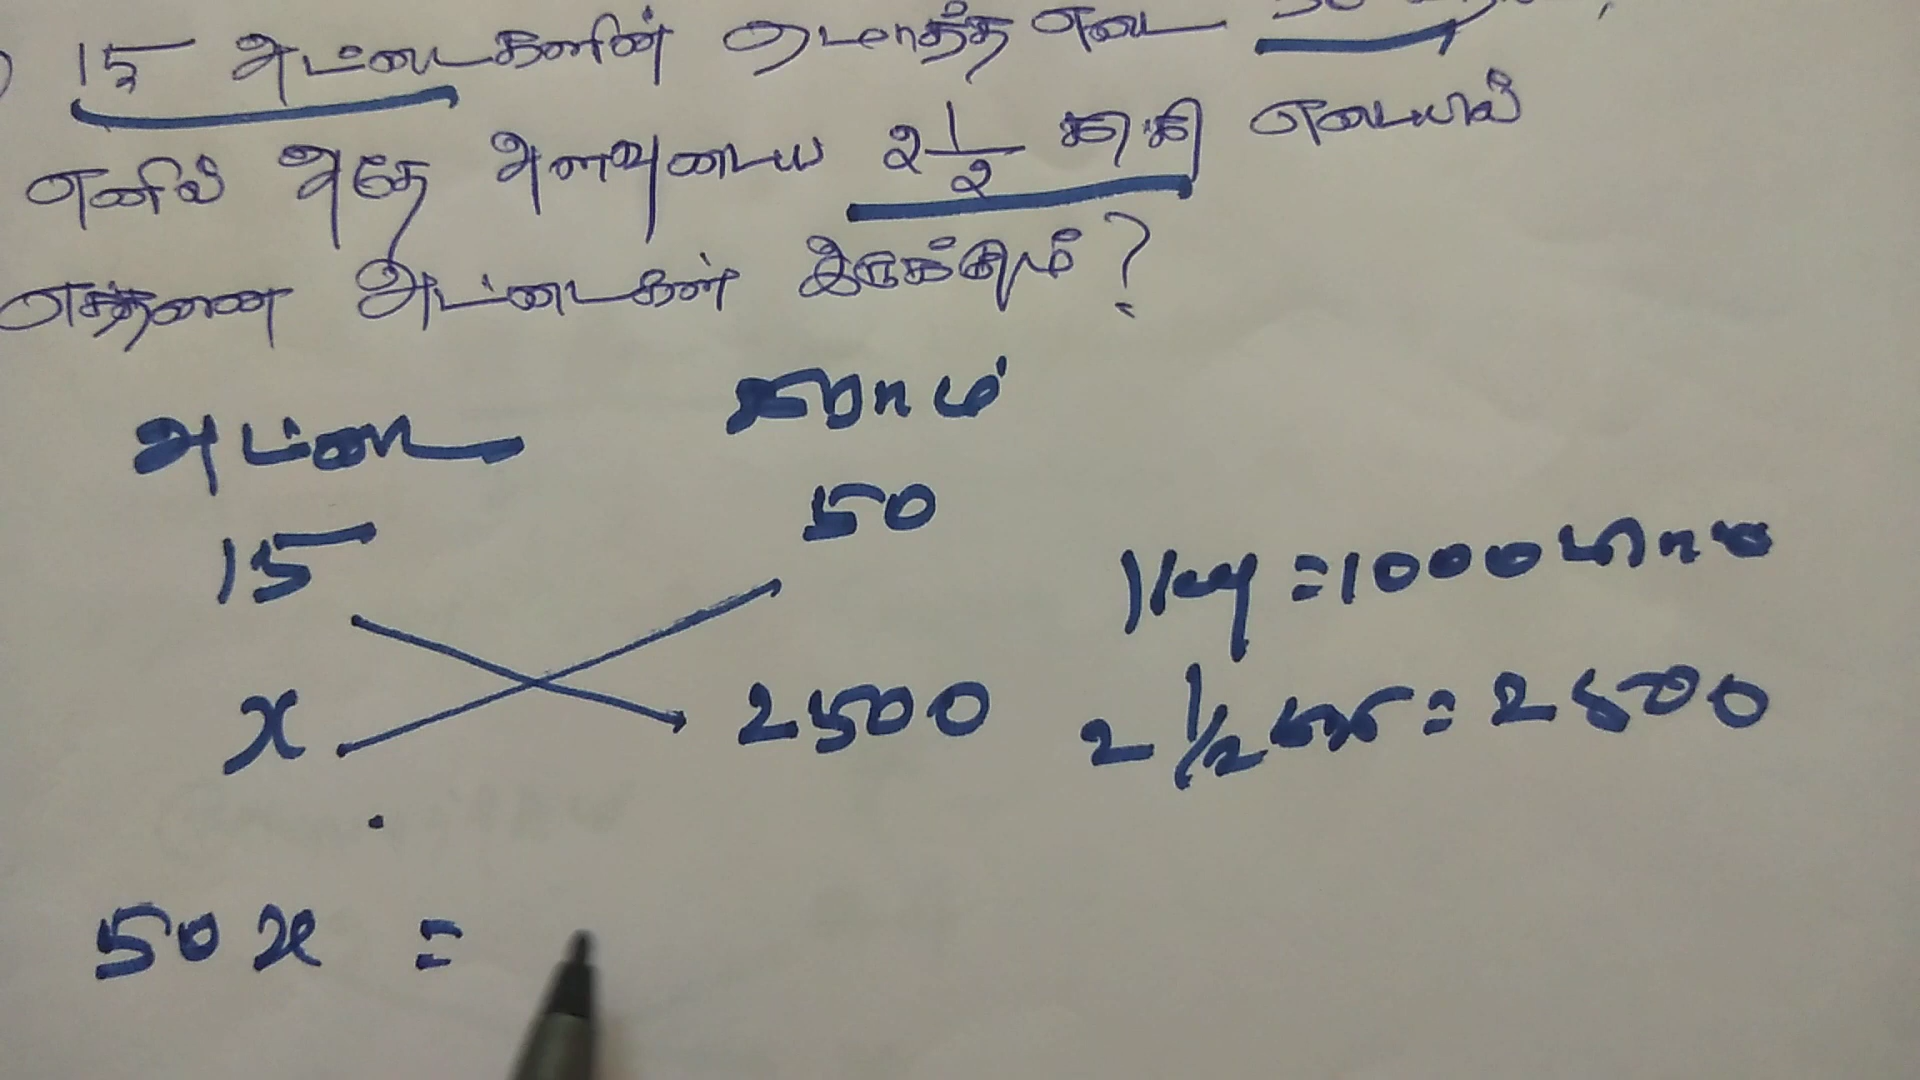 15 அட்டைகளின் மொத்த எடை 50
எனில் அதே அளவுடைய 2 1/2 கி.கி எடையில்
எத்தனை அட்டைகள் இருக்கும்?
அட்டை கிராம்
15 50
1kg = 1000 கிராம்
x 2500
2 1/2 கிகி = 2500
50x =